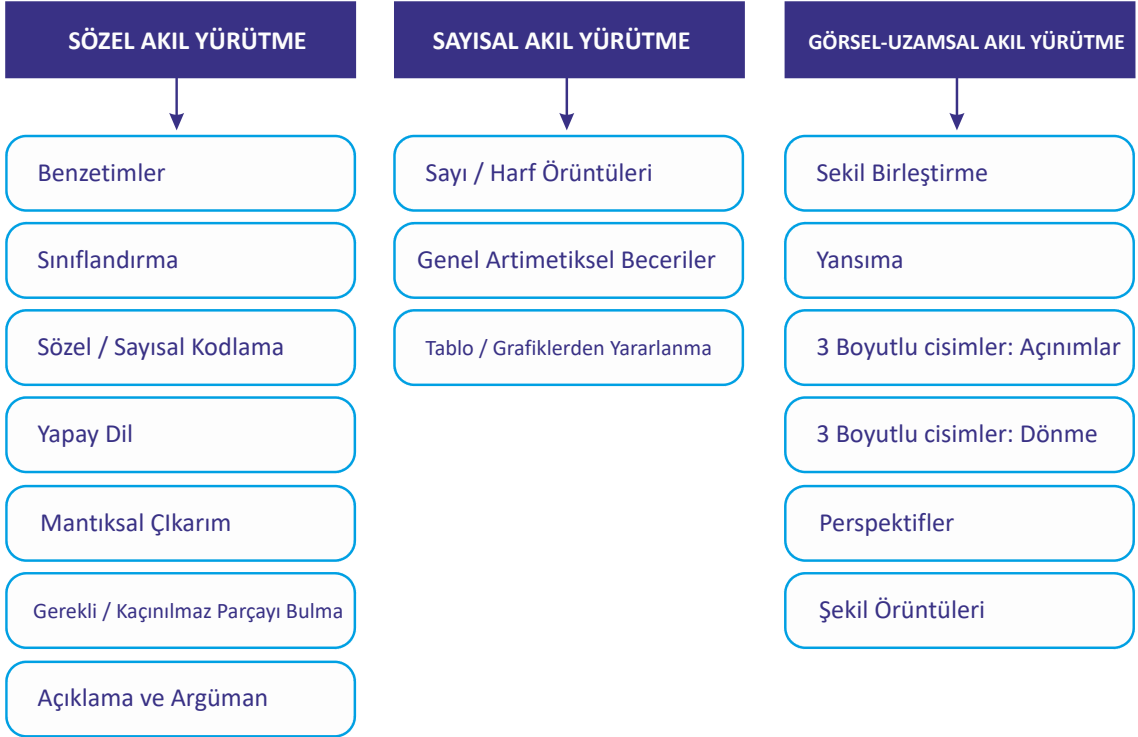 SÖZEL AKIL YÜRÜTME
Benzetimler
Sınıflandırma
Sözel / Sayısal Kodlama
Yapay Dil
Mantıksal ÇIkarım
Gerekli / Kaçınılmaz Parçayı Bulma
Açıklama ve Argüman
SAYISAL AKIL YÜRÜTME
Sayı / Harf Örüntüleri
Genel Artimetiksel Beceriler
Tablo / Grafiklerden Yararlanma
GÖRSEL-UZAMSAL AKIL YÜRÜTME
Sekil Birleştirme
Yansıma
3 Boyutlu cisimler: Açınımlar
3 Boyutlu cisimler: Dönme
Perspektifler
Şekil Örüntüleri